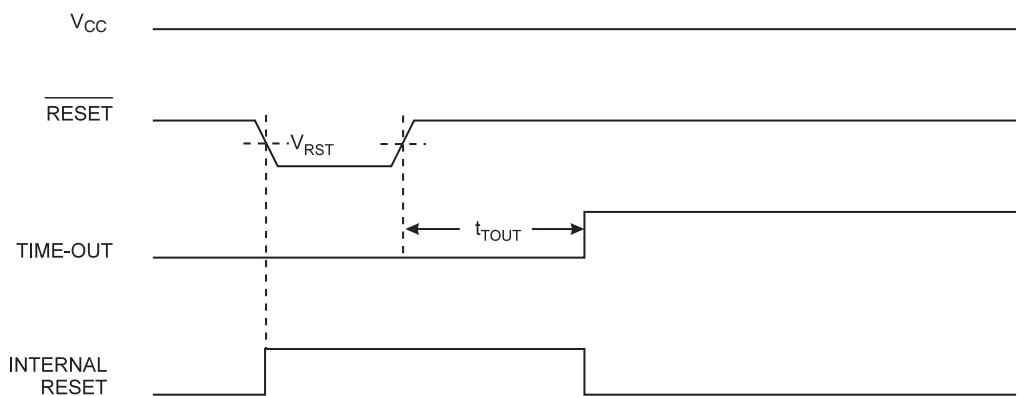 VCC
RESET
VRST
tTOUT
TIME-OUT
INTERNAL
RESET